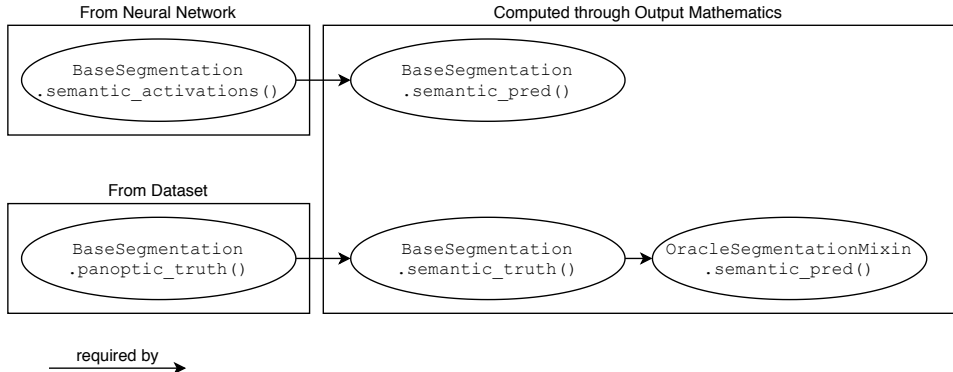 From Neural Network
Computed through Output Mathematics
BaseSegmentation
.semantic_activations()
BaseSegmentation
.semantic_pred()
From Dataset
BaseSegmentation
.panoptic_truth()
BaseSegmentation
.semantic_truth()
OracleSegmentationMixin
.semantic_pred()
required by